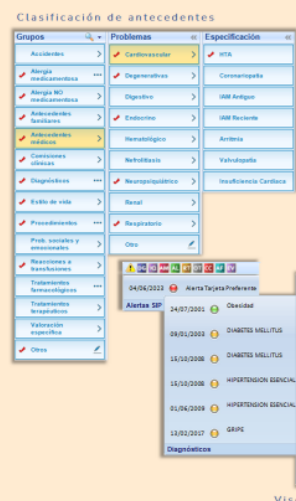 Clasificación de antecedentes
Grupos
Accidentes
Alergia
medicamentosa
Alergia NO
medicamentosa
Antecedentes
familiares
Antecedentes
médicos
Comisiones
clínicas
Diagnósticos
Estilo de vida
Procedimientos
Prob. sociales y
emocionales
Reacciones a
transfusiones
Tratamientos
farmacológicos
Tratamientos
terapéuticos
Valoración
específica
Otros
Problemas
Cardiovascular
Degenerativas
Digestivo
Endocrino
Hematológico
Nefrolitiasis
Neuropsiquiátrico
Renal
Respiratorio
Otro
Especificación
HTA
Coronariopatía
IAM Antiguo
IAM Reciente
Arritmia
Valvulopatía
Insuficiencia Cardíaca
04/06/2023 Alerta Tarjeta Preferente
Alertas SIP
24/07/2001 Obesidad
09/01/2003 DIABETES MELLITUS
15/10/2008 DIABETES MELLITUS
15/10/2008 HIPERTENSION ESENCIAL
01/06/2009 HIPERTENSION ESENCIAL
13/02/2017 GRIPE
Diagnósticos